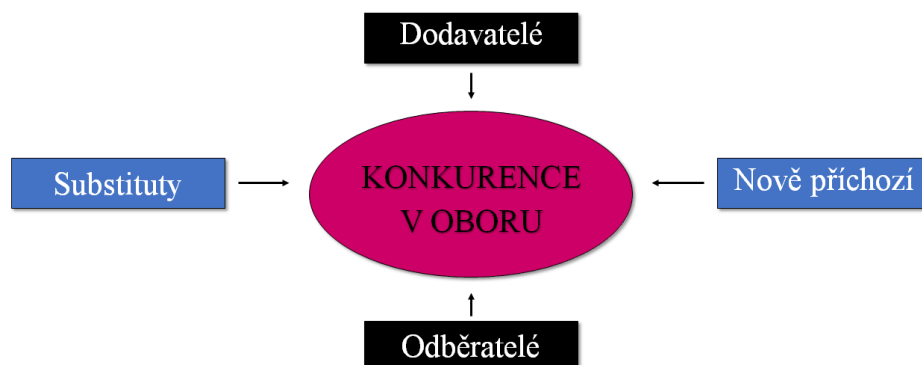 Dodavatelé
Substituty
KONKURENCE
V OBORU
Nově příchozí
Odběratelé